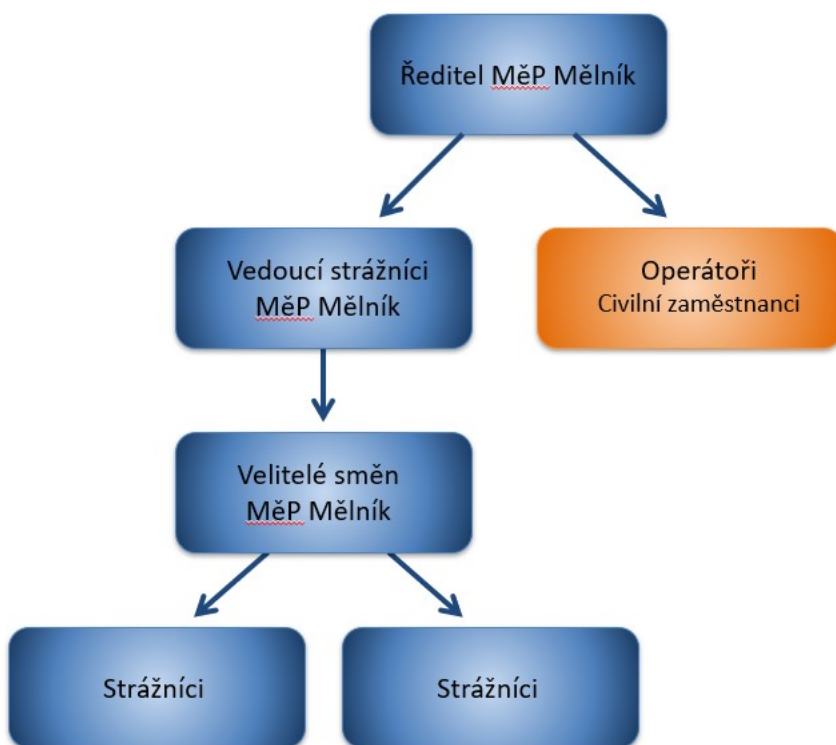 Ředitel MěP Mělník
Vedoucí strážníci
MěP Mělník
Operátoři
Civilní zaměstnanci
Velitelé směn
MěP Mělník
Strážníci
Strážníci